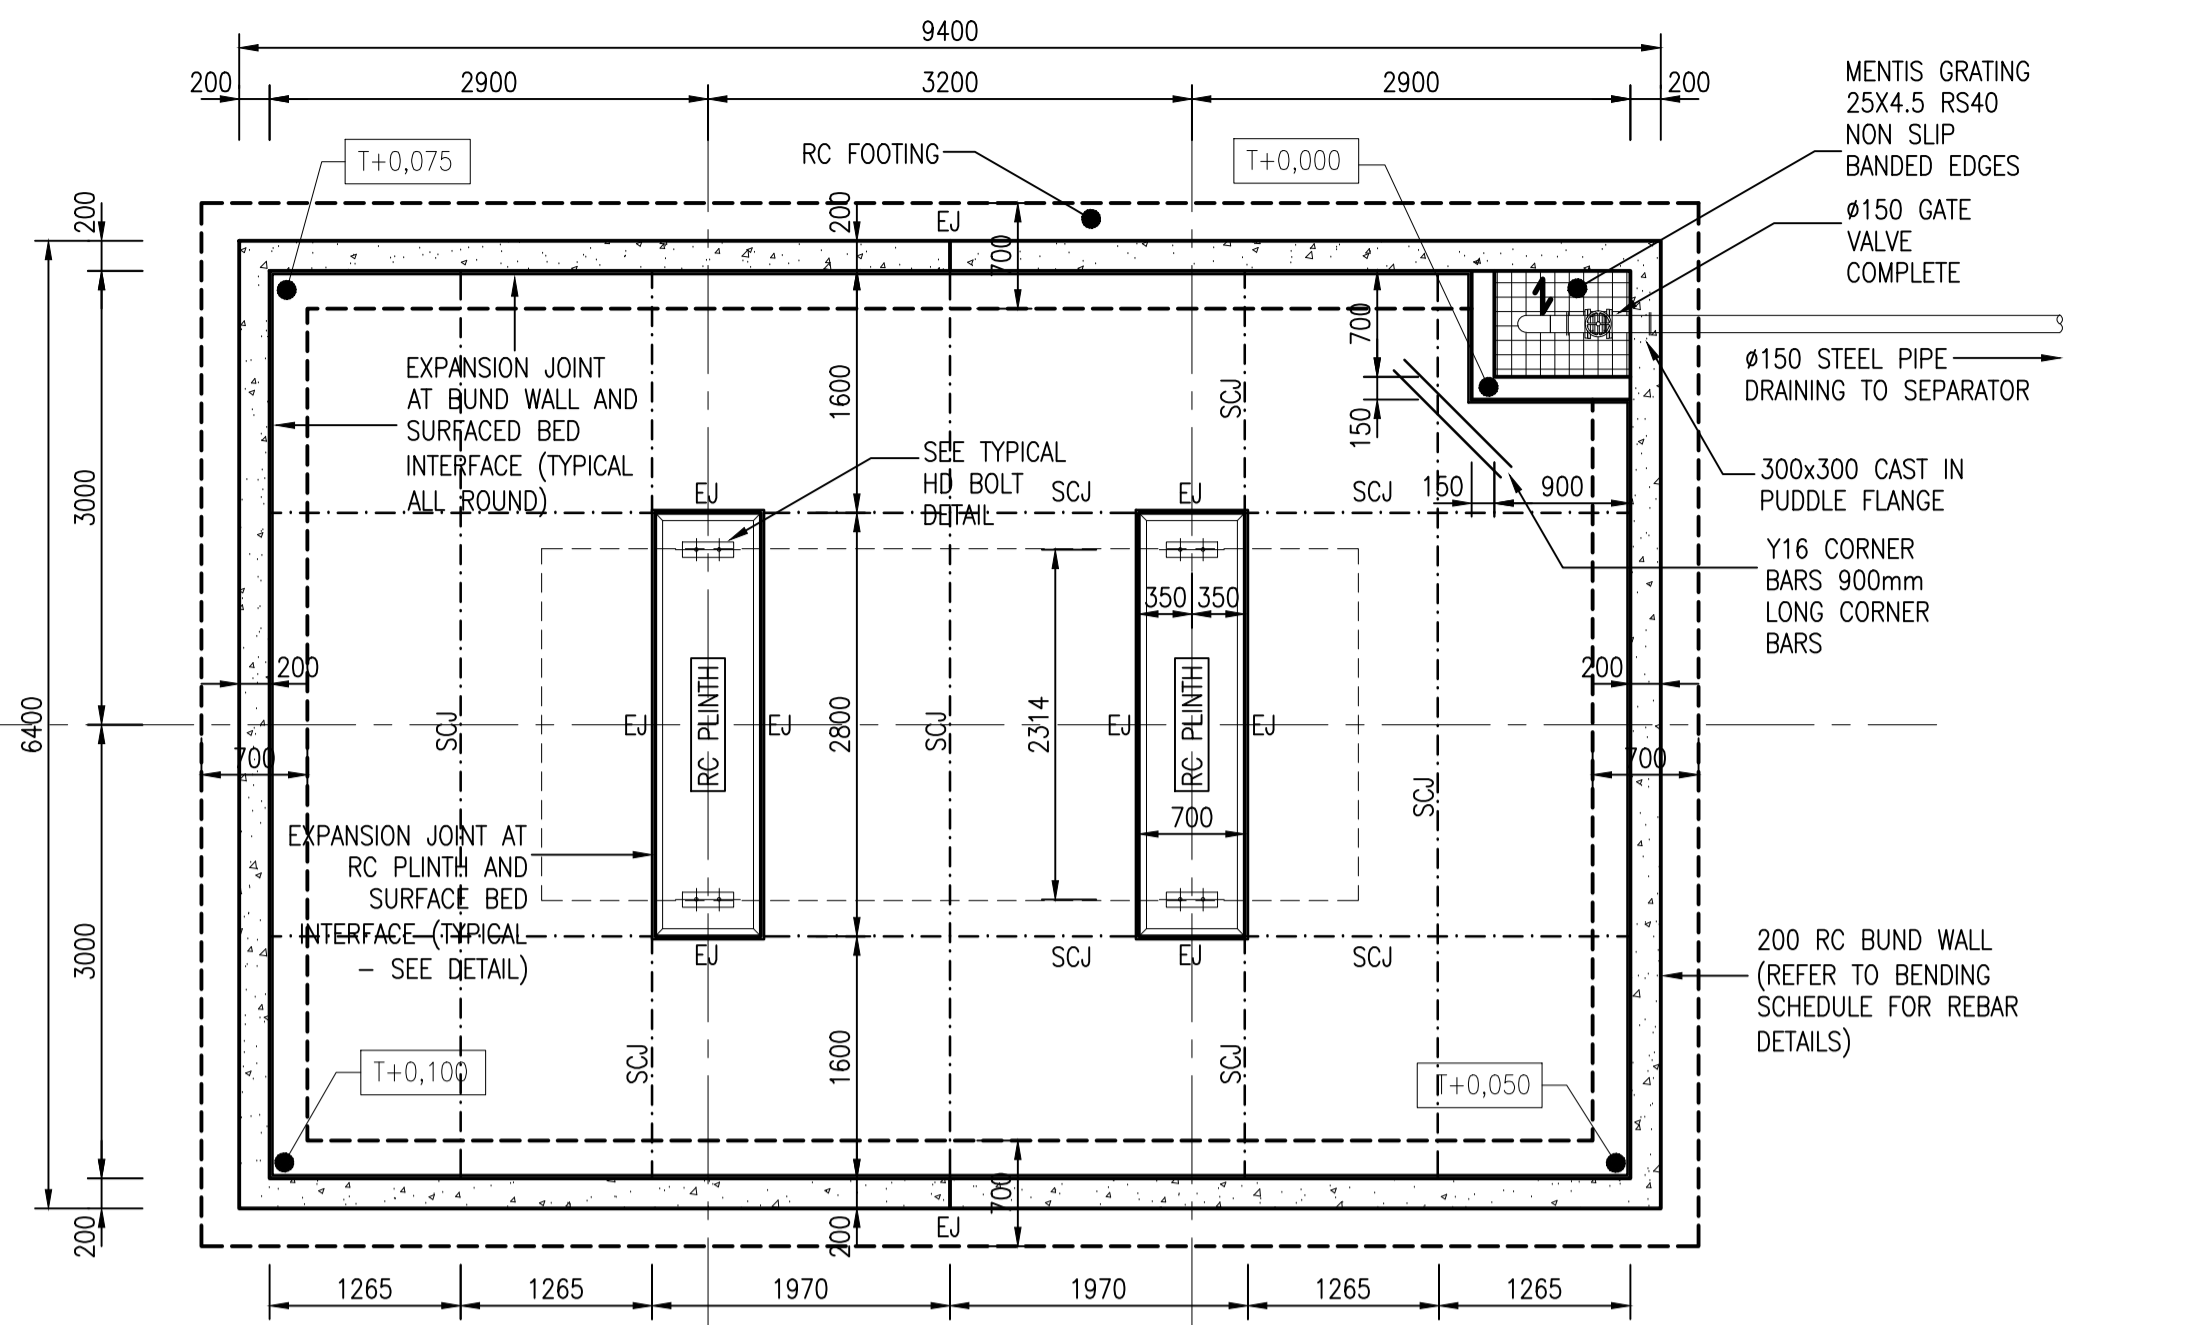 9400
200
2900
3200
2900
200
MENTIS GRATING
25X4.5 RS40
NON SLIP
BANDED EDGES
T+0,075
RC FOOTING
T+0,000
ø150 GATE
VALVE
COMPLETE
200
200
EJ
700
EXPANSION JOINT
AT BUND WALL AND
SURFACED BED
INTERFACE (TYPICAL
ALL ROUND)
1600
SCJ
700
150
ø150 STEEL PIPE
DRAINING TO SEPARATOR
SEE TYPICAL
HD BOLT
DETAIL
300x300 CAST IN
PUDDLE FLANGE
3000
EJ
SCJ
EJ
SCJ
150
900
Y16 CORNER
BARS 900mm
LONG CORNER
BARS
350
350
200
200
6400
SCJ
EJ
RC PLINTH
EJ
2800
SCJ
2314
EJ
RC PLINTH
EJ
700
700
SCJ
700
EXPANSION JOINT AT
RC PLINTH AND
SURFACE BED
INTERFACE (TYPICAL
- SEE DETAIL)
3000
EJ
SCJ
EJ
SCJ
200 RC BUND WALL
(REFER TO BENDING
SCHEDULE FOR REBAR
DETAILS)
T+0,100
SCJ
1600
SCJ
T+0,050
700
200
200
EJ
1265
1265
1970
1970
1265
1265